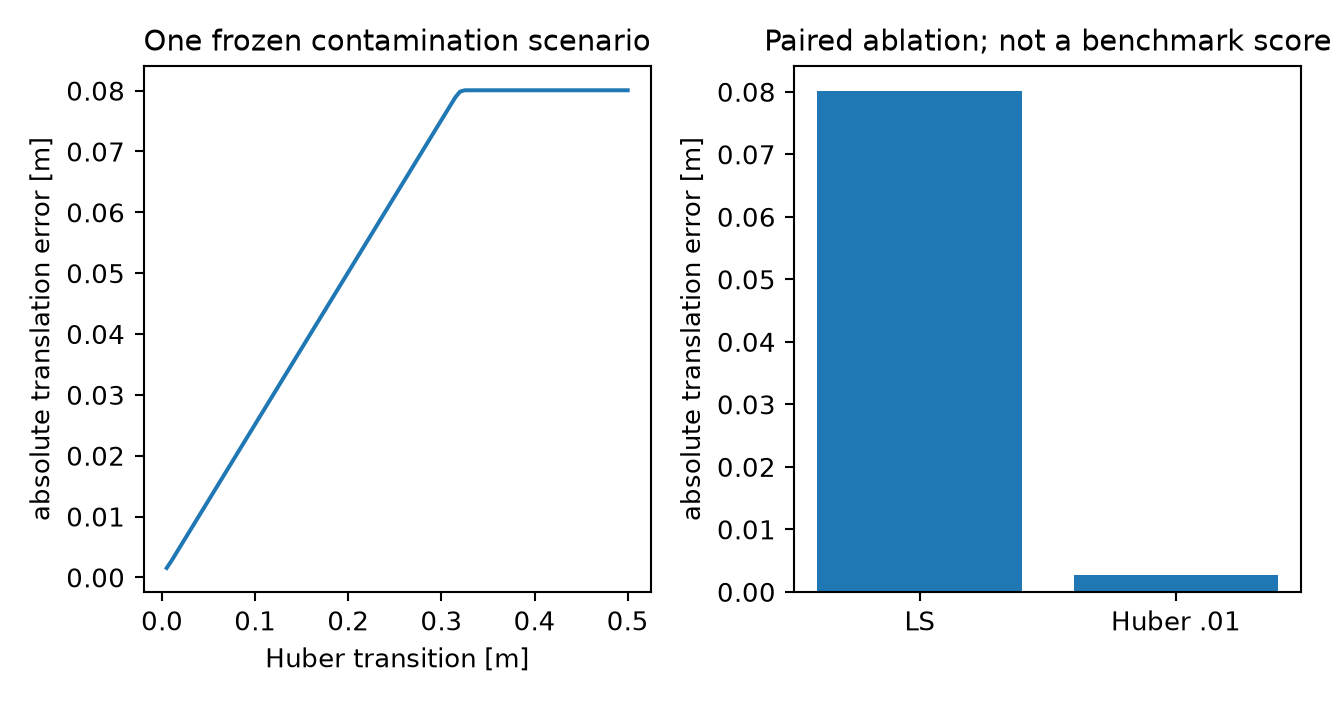 One frozen contamination scenario
absolute translation error [m]
0.08
0.07
0.06
0.05
0.04
0.03
0.02
0.01
0.00
0.0 0.1 0.2 0.3 0.4 0.5
Huber transition [m]
Paired ablation; not a benchmark score
absolute translation error [m]
0.08
0.07
0.06
0.05
0.04
0.03
0.02
0.01
0.00
LS Huber .01